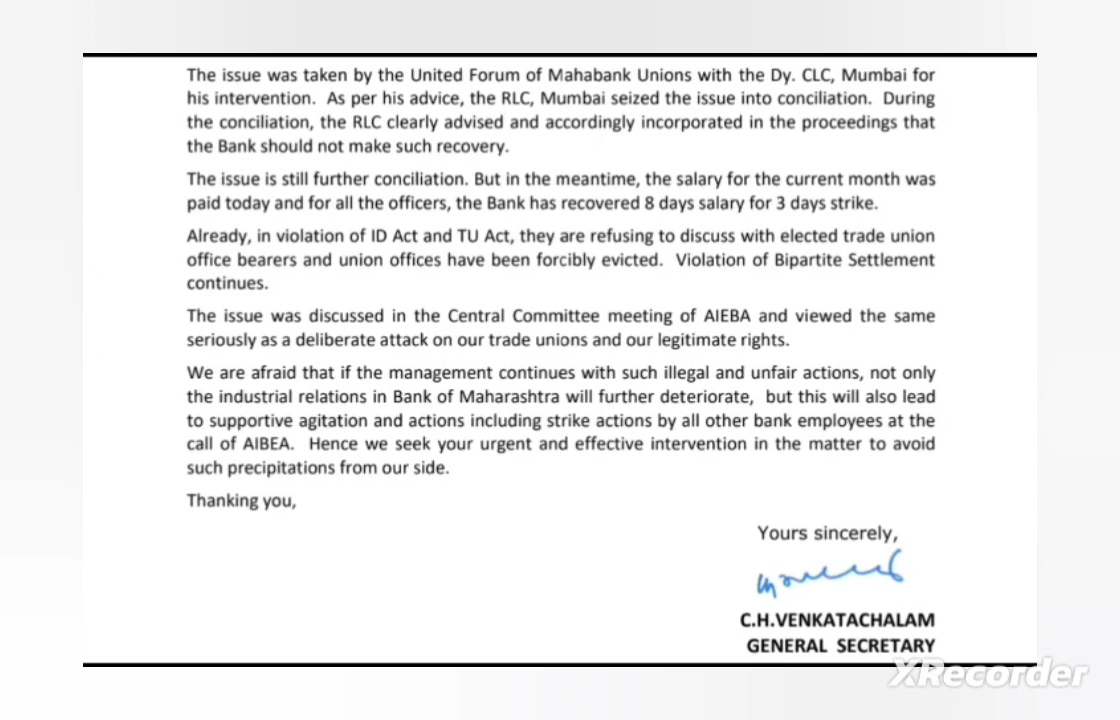 The issue was taken by the United Forum of Mahabank Unions with the Dy. CLC, Mumbai for
his intervention. As per his advice, the RLC, Mumbai seized the issue into conciliation. During
the conciliation, the RLC clearly advised and accordingly incorporated in the proceedings that
the Bank should not make such recovery.
The issue is still further conciliation. But in the meantime, the salary for the current month was
paid today and for all the officers, the Bank has recovered 8 days salary for 3 days strike.
Already, in violation of ID Act and TU Act, they are refusing to discuss with elected trade union
office bearers and union offices have been forcibly evicted. Violation of Bipartite Settlement
continues.
The issue was discussed in the Central Committee meeting of AIEBA and viewed the same
seriously as a deliberate attack on our trade unions and our legitimate rights.
We are afraid that if the management continues with such illegal and unfair actions, not only
the industrial relations in Bank of Maharashtra will further deteriorate, but this will also lead
to supportive agitation and actions including strike actions by all other bank employees at the
call of AIBEA. Hence we seek your urgent and effective intervention in the matter to avoid
such precipitations from our side.
Thanking you,
Yours sincerely,
C.H.VENKATACHALAM
GENERAL SECRETARY
XRecorder